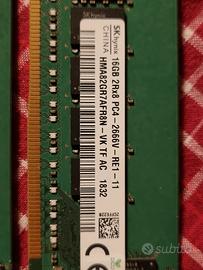 SK hynix
CHINA
16GB 2Rx8 PC4-2666V-RE1-11
HMA82GR7AFR8N-VK TF AC 1832
subito